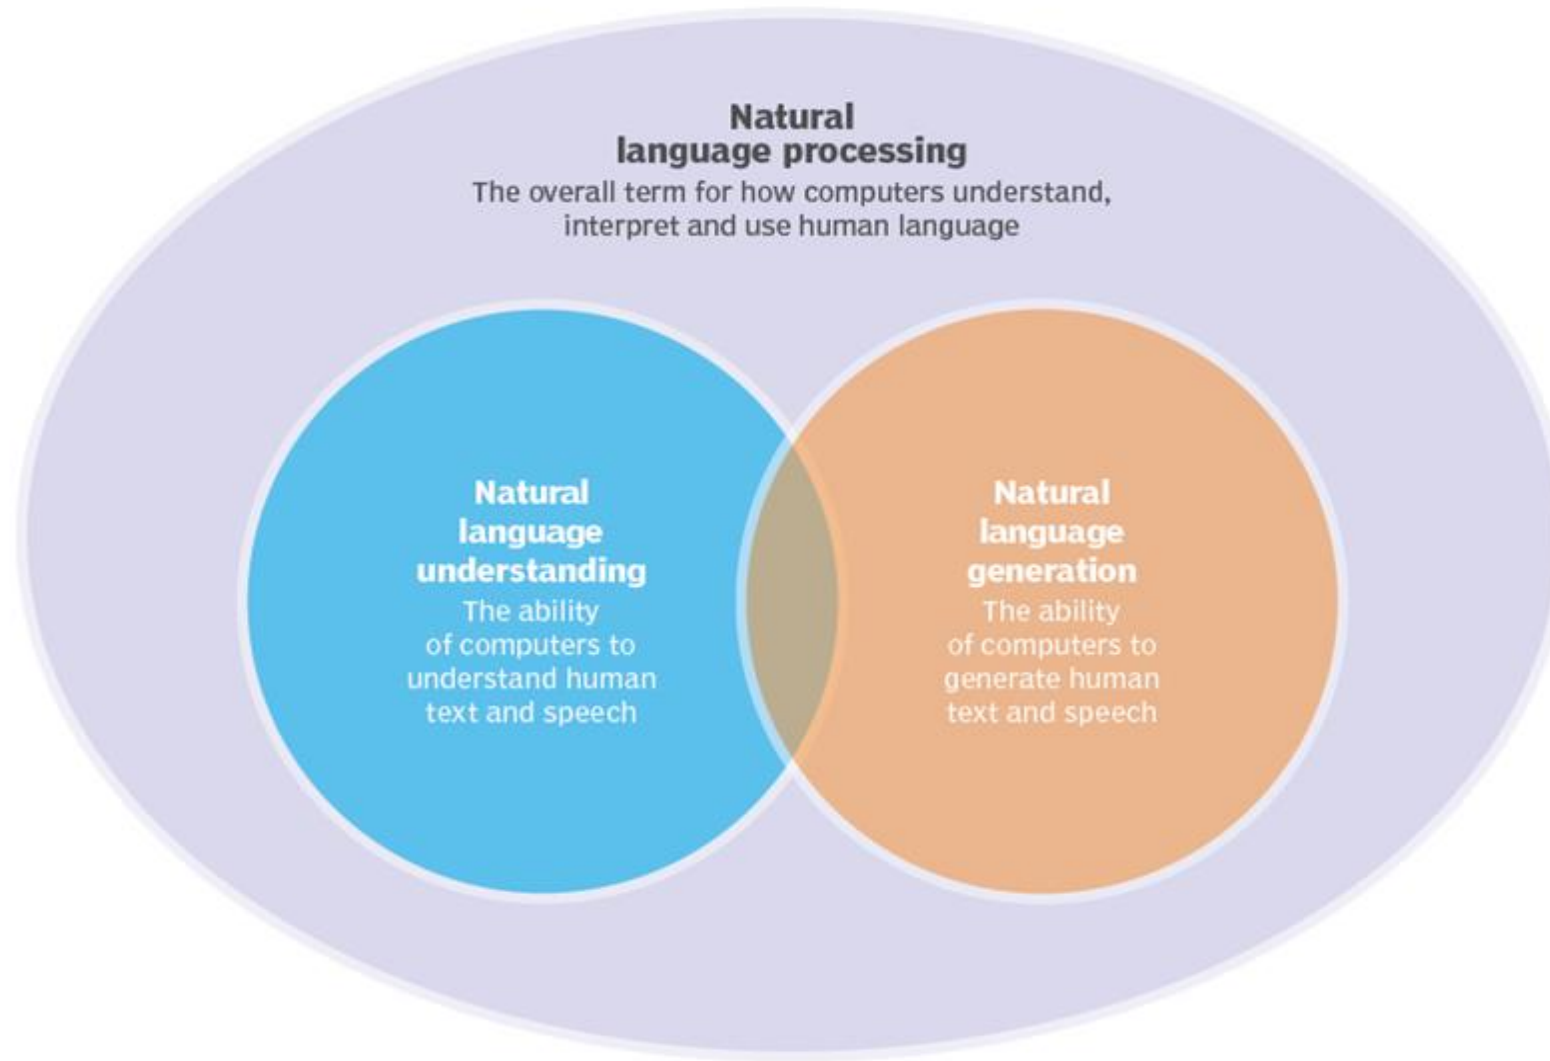 Natural
language processing
The overall term for how computers understand,
interpret and use human language
Natural
language
understanding
The ability
of computers to
understand human
text and speech
Natural
language
generation
The ability
of computers to
generate human
text and speech